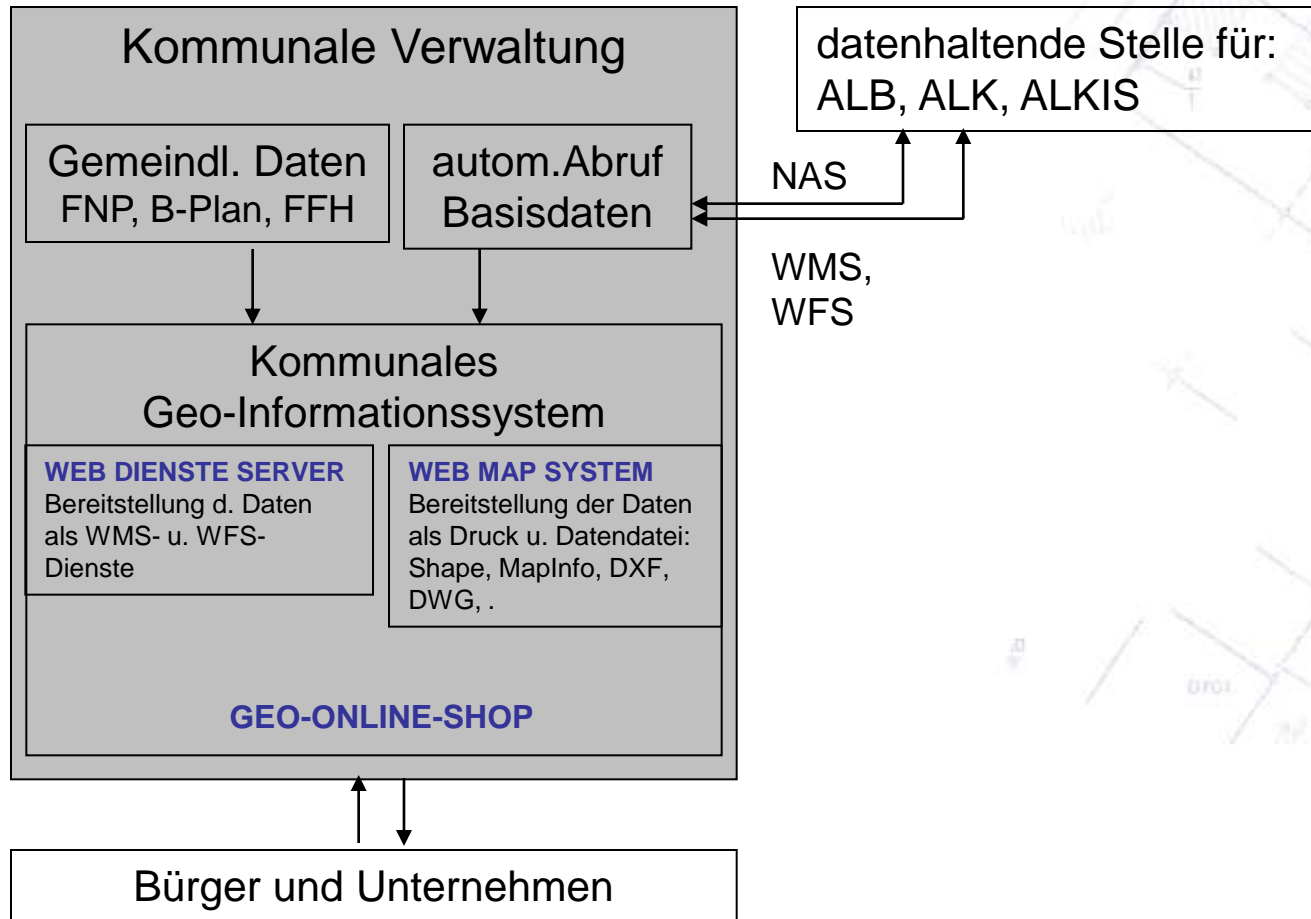 Kommunale Verwaltung
datenhaltende Stelle für:
ALB, ALK, ALKIS
Gemeindl. Daten
FNP, B-Plan, FFH
autom.Abruf
Basisdaten
NAS
WMS,
WFS
Kommunales
Geo-Informationssystem
WEB DIENSTE SERVER
Bereitstellung d. Daten
als WMS- u. WFS-
Dienste
WEB MAP SYSTEM
Bereitstellung der Daten
als Druck u. Datendatei:
Shape, MapInfo, DXF,
DWG, .
GEO-ONLINE-SHOP
Bürger und Unternehmen